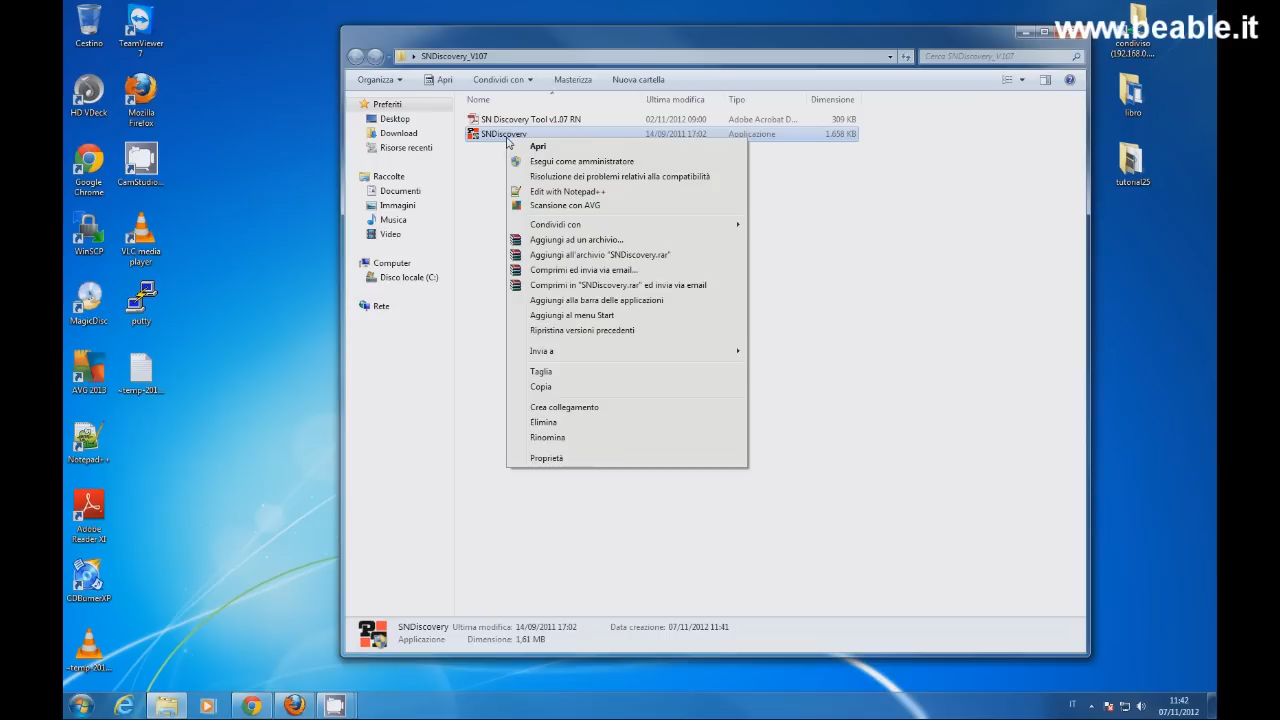 www.beable.it
Cestino
TeamViewer 7
HD VDeck
Mozilla Firefox
Google Chrome
CamStudio...
WinSCP
VLC media player
MagicDisc
putty
AVG 2013
~temp-201...
Notepad++
Adobe Reader XI
CDBurnerXP
~temp-201...
condiviso (192.168.0....
libro
tutorial25
SNDiscovery_V107
Cerca SNDiscovery_V107
Organizza
Apri
Condividi con
Masterizza
Nuova cartella
Preferiti
Desktop
Download
Risorse recenti
Raccolte
Documenti
Immagini
Musica
Video
Computer
Disco locale (C:)
Rete
Nome Ultima modifica Tipo Dimensione
SN Discovery Tool v1.07 RN 02/11/2012 09:00 Adobe Acrobat D... 309 KB
SNDiscovery 14/09/2011 17:02 Applicazione 1.658 KB
Apri
Esegui come amministratore
Risoluzione dei problemi relativi alla compatibilità
Edit with Notepad++
Scansione con AVG
Condividi con
Aggiungi ad un archivio...
Aggiungi all'archivio "SNDiscovery.rar"
Comprimi ed invia via email...
Comprimi in "SNDiscovery.rar" ed invia via email
Aggiungi alla barra delle applicazioni
Aggiungi al menu Start
Ripristina versioni precedenti
Invia a
Taglia
Copia
Crea collegamento
Elimina
Rinomina
Proprietà
SNDiscovery Ultima modifica: 14/09/2011 17:02 Data creazione: 07/11/2012 11:41
Applicazione Dimensione: 1,61 MB
IT
11:42
07/11/2012